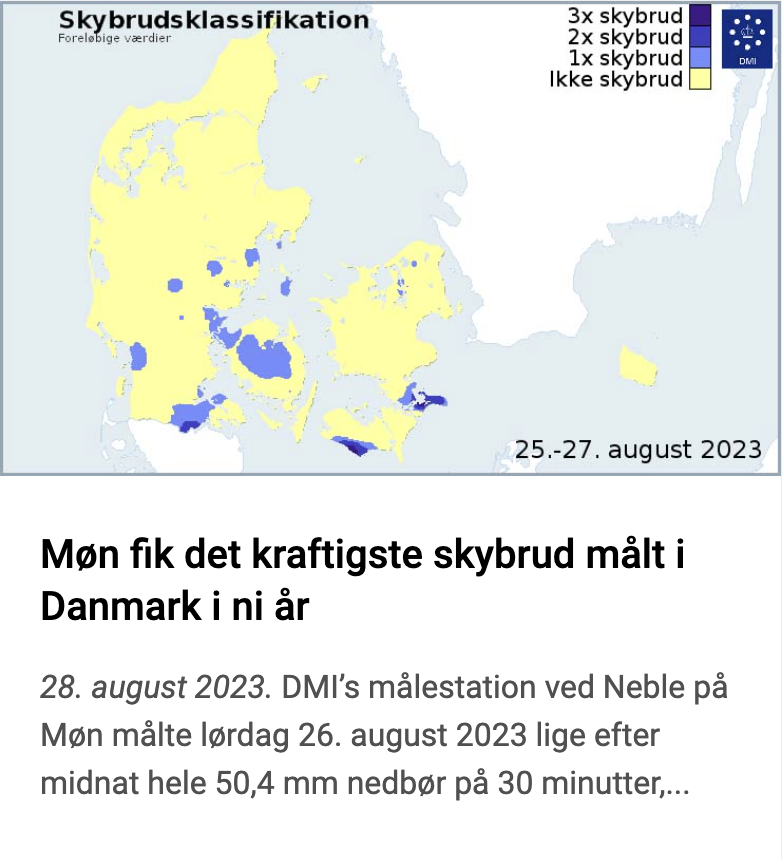 Skybrudsklassifikation
Foreløbige værdier
3x skybrud
2x skybrud
1x skybrud
Ikke skybrud
DMI
25.-27. august 2023
Møn fik det kraftigste skybrud målt i
Danmark i ni år
28. august 2023. DMI’s målestation ved Neble på
Møn målte lørdag 26. august 2023 lige efter
midnat hele 50,4 mm nedbør på 30 minutter,...